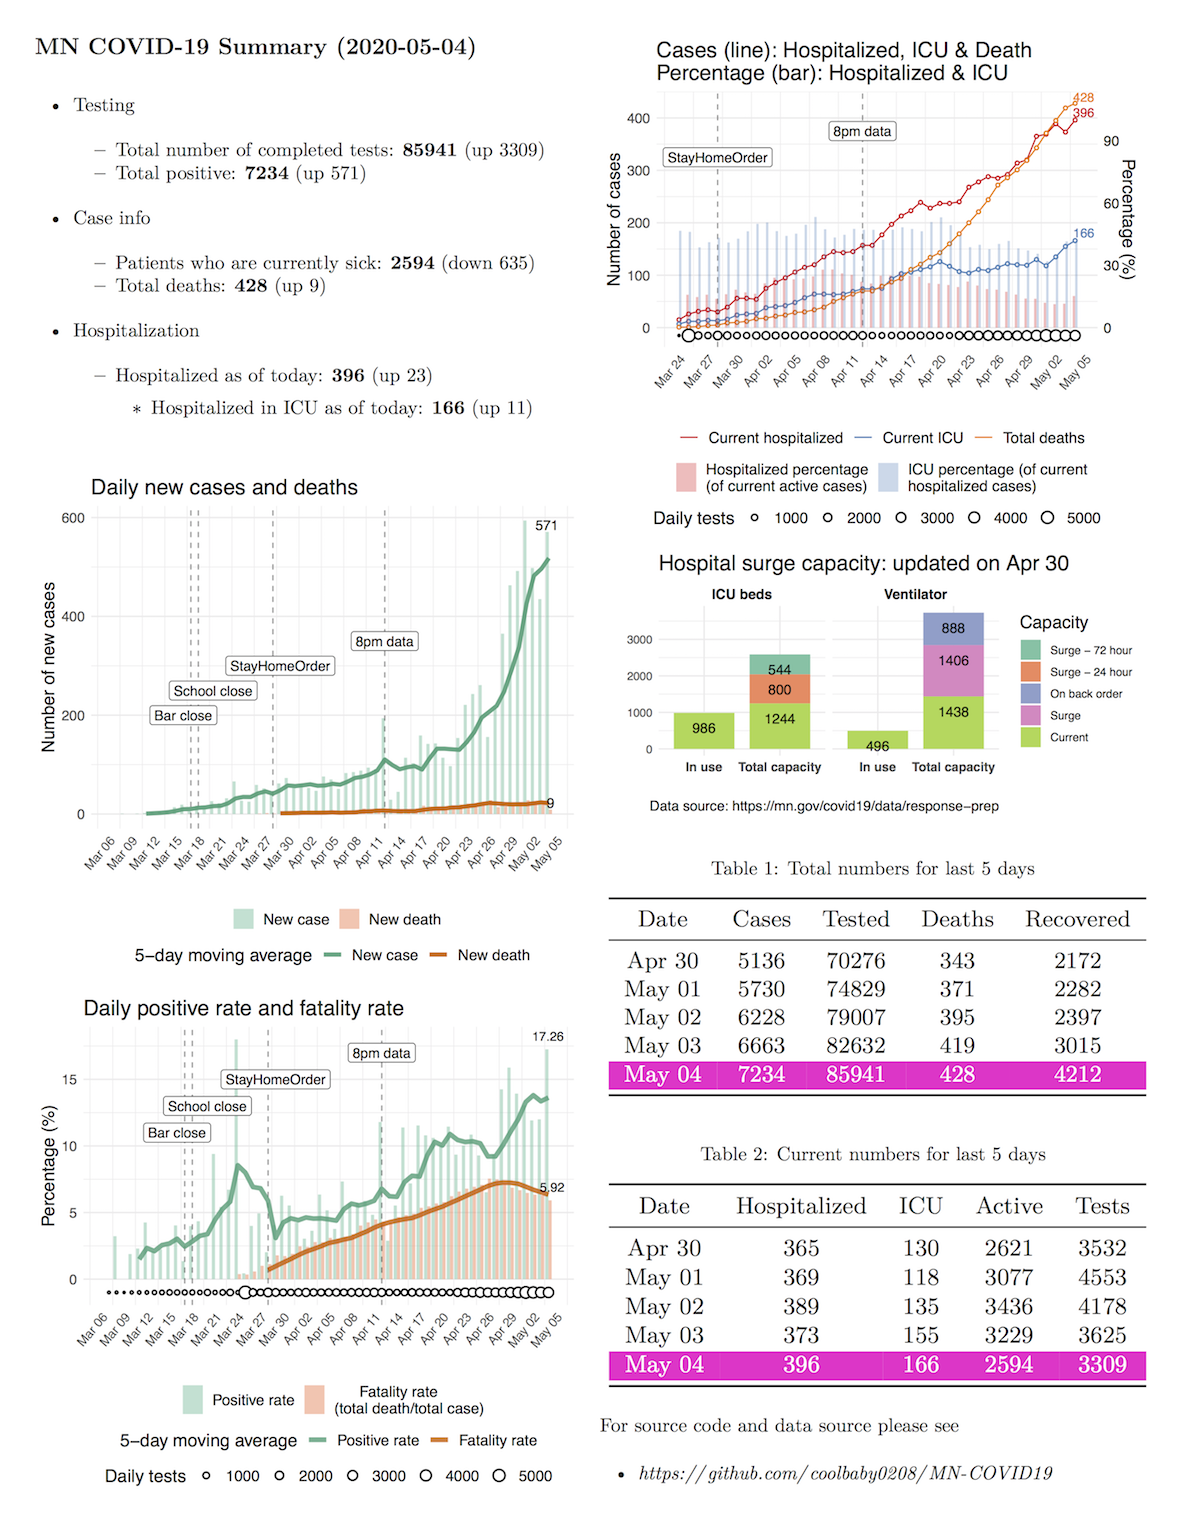 MN COVID-19 Summary (2020-05-04)
• Testing
– Total number of completed tests: 85941 (up 3309)
– Total positive: 7234 (up 571)
• Case info
– Patients who are currently sick: 2594 (down 635)
– Total deaths: 428 (up 9)
• Hospitalization
– Hospitalized as of today: 396 (up 23)
∗ Hospitalized in ICU as of today: 166 (up 11)
Daily new cases and deaths
Number of new cases
600
400
200
0
571
8pm data
StayHomeOrder
School close
Bar close
9
Mar 06 Mar 09 Mar 12 Mar 15 Mar 18 Mar 21 Mar 24 Mar 27 Mar 30 Apr 02 Apr 05 Apr 08 Apr 11 Apr 14 Apr 17 Apr 20 Apr 23 Apr 26 Apr 29 May 02 May 05
New case New death
5−day moving average New case New death
Daily positive rate and fatality rate
Percentage (%)
15
10
5
0
17.26
8pm data
StayHomeOrder
School close
Bar close
5.92
Mar 06 Mar 09 Mar 12 Mar 15 Mar 18 Mar 21 Mar 24 Mar 27 Mar 30 Apr 02 Apr 05 Apr 08 Apr 11 Apr 14 Apr 17 Apr 20 Apr 23 Apr 26 Apr 29 May 02 May 05
Positive rate Fatality rate
(total death/total case)
5−day moving average Positive rate Fatality rate
Daily tests 1000 2000 3000 4000 5000
Cases (line): Hospitalized, ICU & Death
Percentage (bar): Hospitalized & ICU
Number of cases
400
300
200
100
0
428
396
166
8pm data
StayHomeOrder
90
60
30
0
Percentage (%)
Mar 24 Mar 27 Mar 30 Apr 02 Apr 05 Apr 08 Apr 11 Apr 14 Apr 17 Apr 20 Apr 23 Apr 26 Apr 29 May 02 May 05
Current hospitalized Current ICU Total deaths
Hospitalized percentage ICU percentage (of current
(of current active cases) hospitalized cases)
Daily tests 1000 2000 3000 4000 5000
Hospital surge capacity: updated on Apr 30
ICU beds Ventilator
3000
2000
1000
0
986
544
800
1244
496
888
1406
1438
In use Total capacity In use Total capacity
Capacity
Surge − 72 hour
Surge − 24 hour
On back order
Surge
Current
Data source: https://mn.gov/covid19/data/response−prep
Table 1: Total numbers for last 5 days
Date Cases Tested Deaths Recovered
Apr 30 5136 70276 343 2172
May 01 5730 74829 371 2282
May 02 6228 79007 395 2397
May 03 6663 82632 419 3015
May 04 7234 85941 428 4212
Table 2: Current numbers for last 5 days
Date Hospitalized ICU Active Tests
Apr 30 365 130 2621 3532
May 01 369 118 3077 4553
May 02 389 135 3436 4178
May 03 373 155 3229 3625
May 04 396 166 2594 3309
For source code and data source please see
• https://github.com/coolbaby0208/MN-COVID19